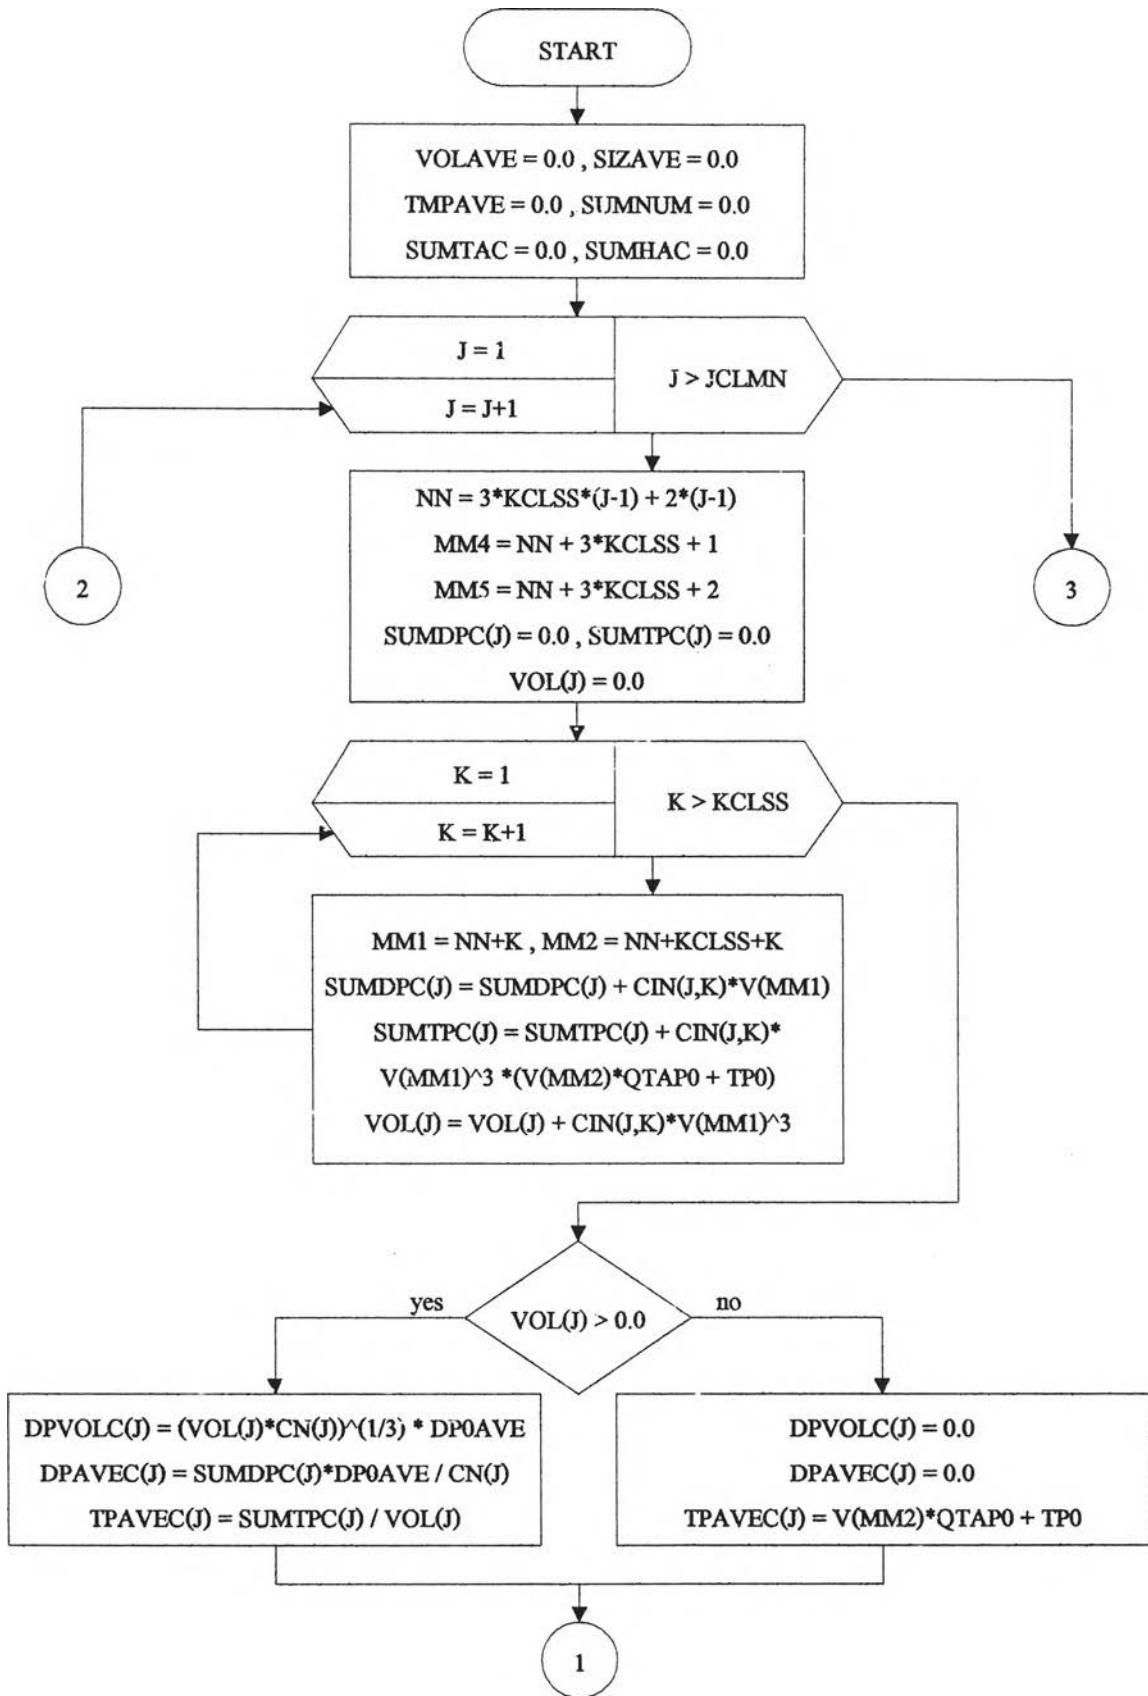 START
VOLAVE = 0.0 , SIZAVE = 0.0
TMPAVE = 0.0 , SUMNUM = 0.0
SUMTAC = 0.0 , SUMHAC = 0.0
J = 1
J > JCLMN
J = J+1
NN = 3*KCLSS*(J-1) + 2*(J-1)
MM4 = NN + 3*KCLSS + 1
MM5 = NN + 3*KCLSS + 2
SUMDPC(J) = 0.0 , SUMTPC(J) = 0.0
VOL(J) = 0.0
2
3
K = 1
K > KCLSS
K = K+1
MM1 = NN+K , MM2 = NN+KCLSS+K
SUMDPC(J) = SUMDPC(J) + CIN(J,K)*V(MM1)
SUMTPC(J) = SUMTPC(J) + CIN(J,K)*
V(MM1)^3 *(V(MM2)*QTAP0 + TP0)
VOL(J) = VOL(J) + CIN(J,K)*V(MM1)^3
yes
VOL(J) > 0.0
no
DPVOLC(J) = (VOL(J)*CN(J))^(1/3) * DP0AVE
DPAVEC(J) = SUMDPC(J)*DP0AVE / CN(J)
TPAVEC(J) = SUMTPC(J) / VOL(J)
DPVOLC(J) = 0.0
DPAVEC(J) = 0.0
TPAVEC(J) = V(MM2)*QTAP0 + TP0
1